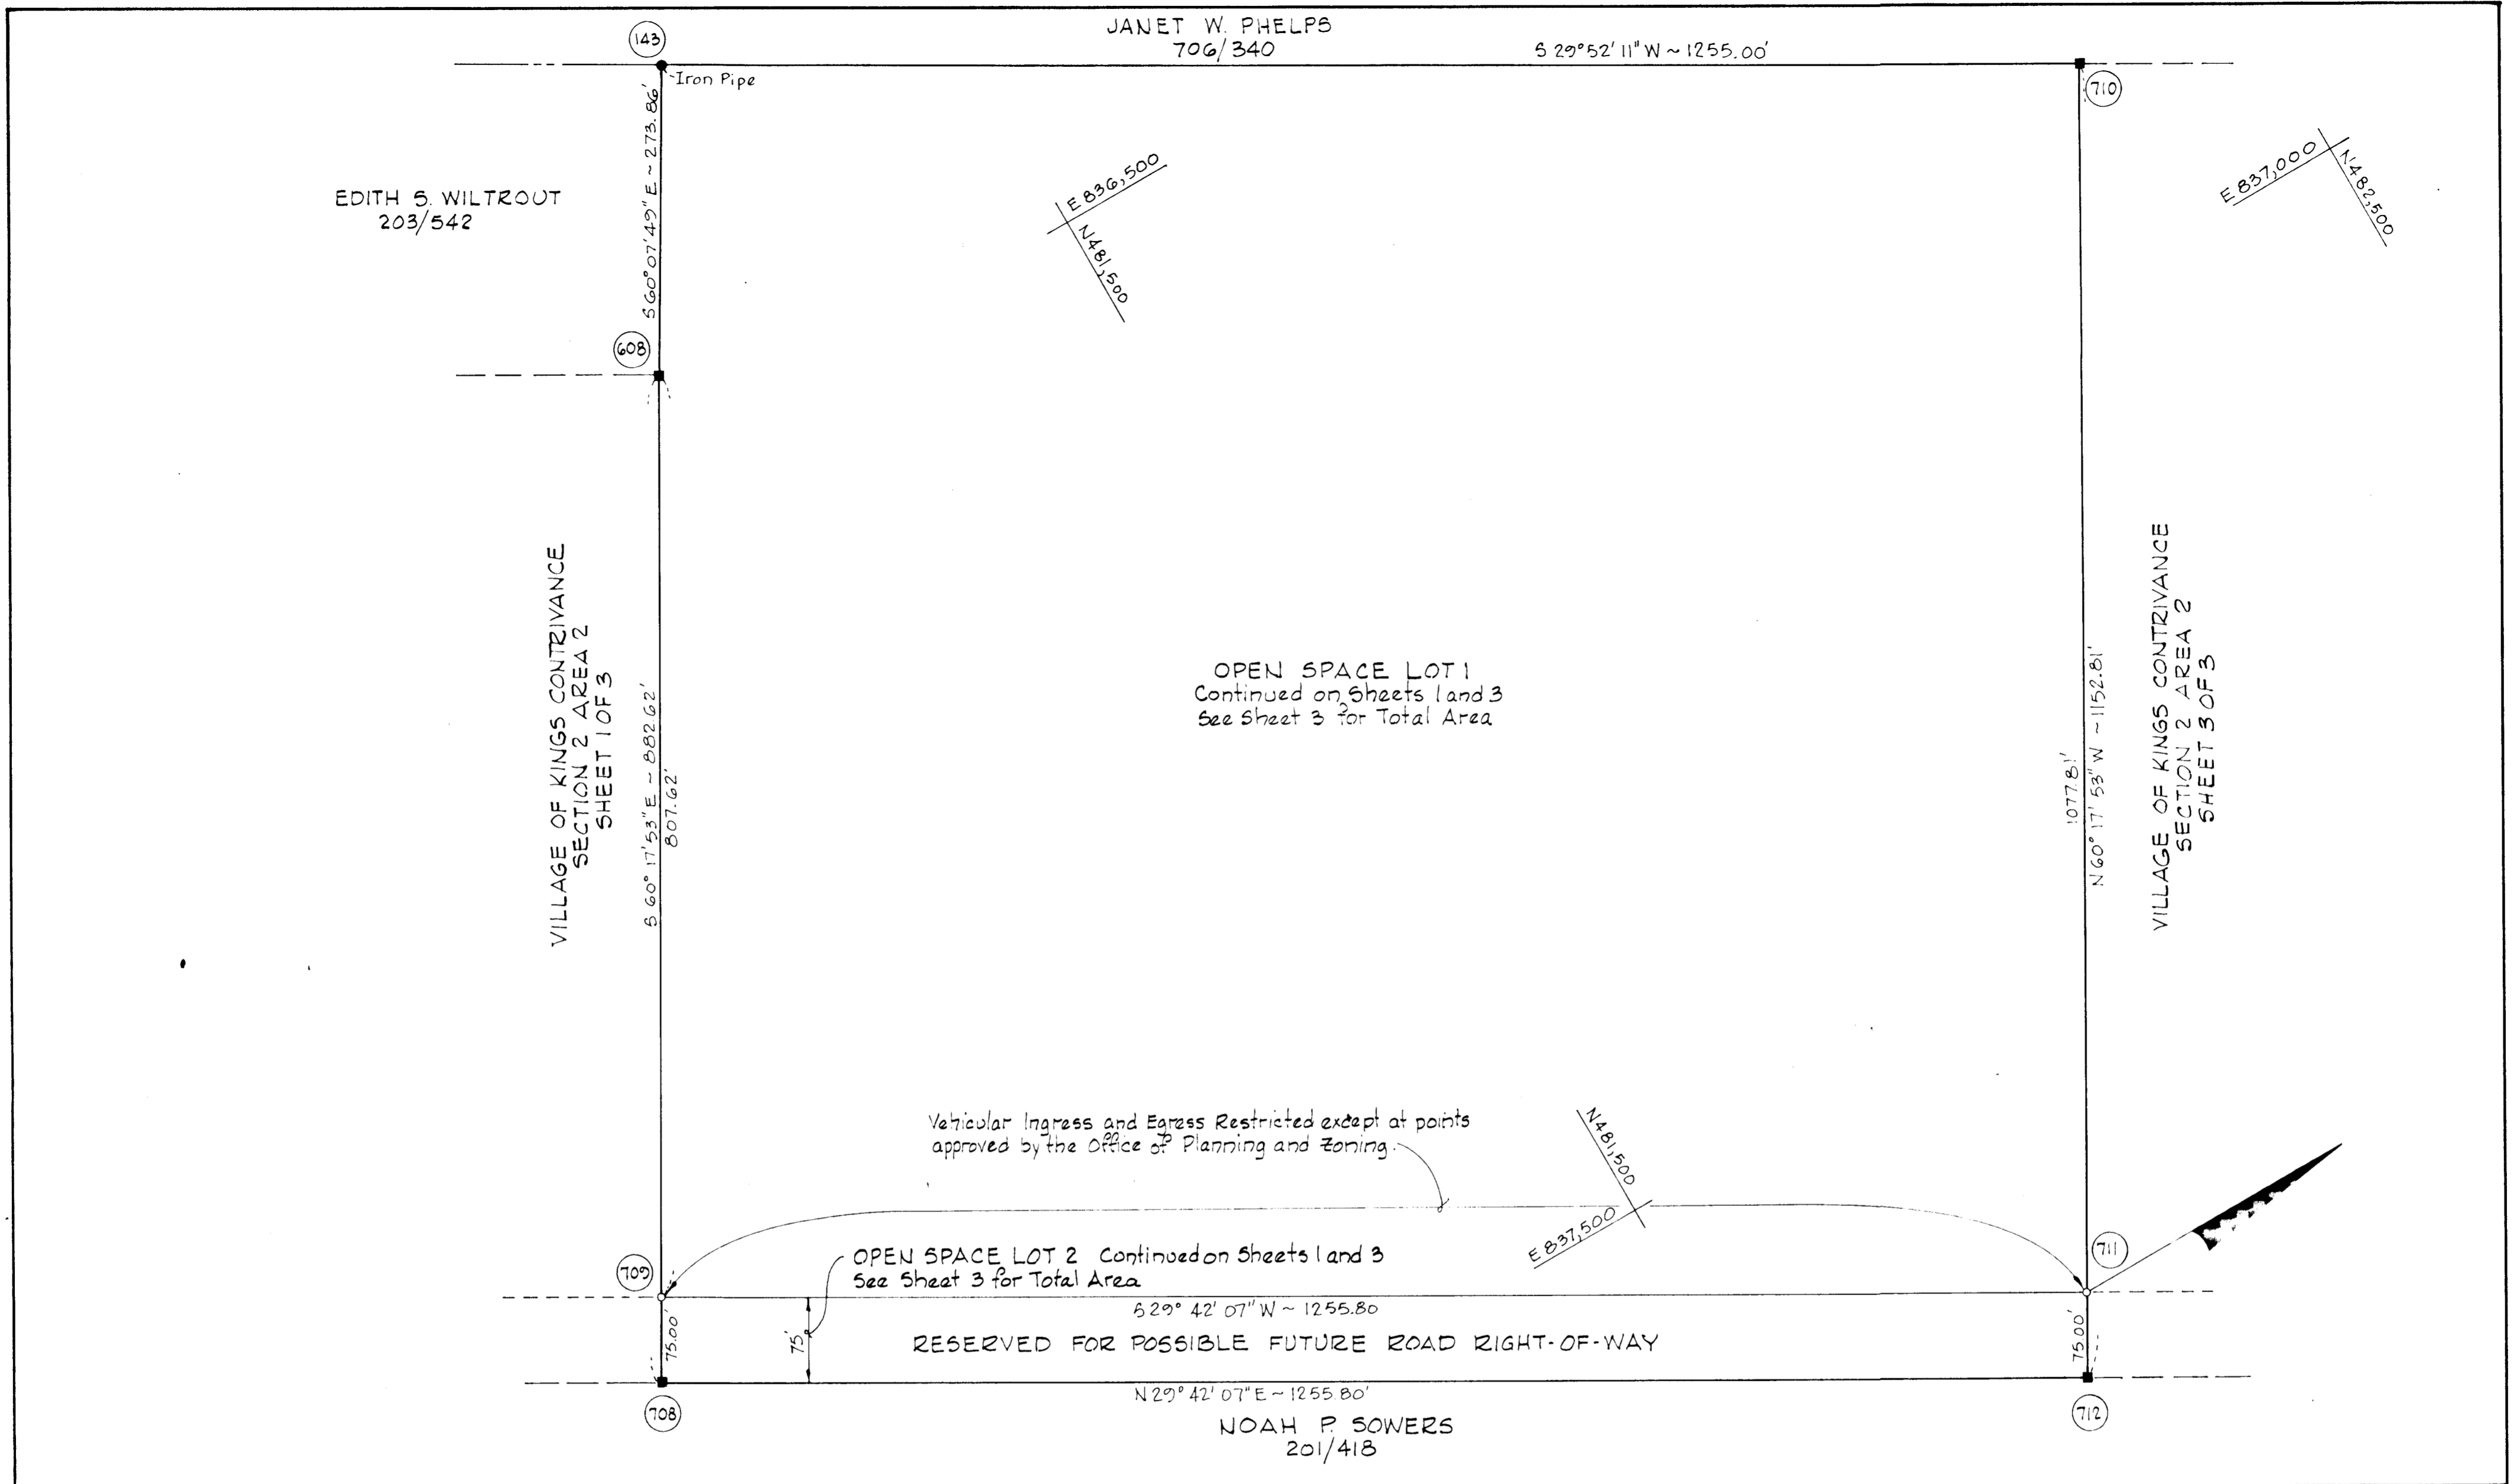 JANET W. PHELPS
706/340
S 29° 52' 11" W ~ 1255.00'
143
Iron Pipe
710
S 60° 07' 49" E ~ 273.86'
EDITH S. WILTROUT
203/542
E 836,500
N 481,500
E 837,000
N 482,500
608
VILLAGE OF KINGS CONTRIVANCE
SECTION 2 AREA 2
SHEET 1 OF 3
S 60° 17' 53" E ~ 882.62'
807.62'
OPEN SPACE LOT 1
Continued on Sheets 1 and 3
See Sheet 3 for Total Area
1077.81'
N 60° 17' 53" W ~ 1152.81'
VILLAGE OF KINGS CONTRIVANCE
SECTION 2 AREA 2
SHEET 3 OF 3
Vehicular Ingress and Egress Restricted except at points
approved by the Office of Planning and Zoning.
N 481,500
E 837,500
709
OPEN SPACE LOT 2 Continued on Sheets 1 and 3
See Sheet 3 for Total Area
711
S 29° 42' 07" W ~ 1255.80
75.00'
75'
RESERVED FOR POSSIBLE FUTURE ROAD RIGHT-OF-WAY
75.00'
N 29° 42' 07" E ~ 1255.80'
708
NOAH P. SOWERS
201/418
712